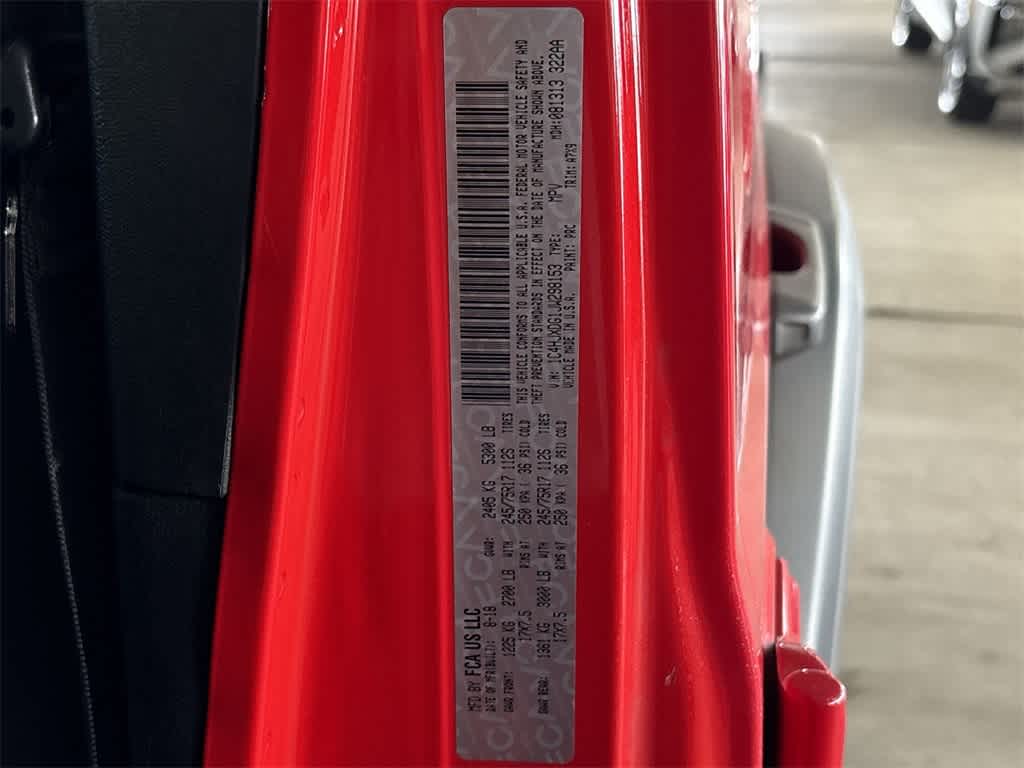 MFD BY FCA US LLC
DATE OF MFR(BUILT): 8-18 GVWR: 2405 KG 5300 LB
GAWR FRONT: 1225 KG 2700 LB WITH 245/75R17 112S TIRES
17X7.5 RIMS AT 250 KPA ( 36 PSI) COLD
GAWR REAR: 1361 KG 3000 LB WITH 245/75R17 112S TIRES
17X7.5 RIMS AT 250 KPA ( 36 PSI) COLD
THIS VEHICLE CONFORMS TO ALL APPLICABLE U.S.A. FEDERAL MOTOR VEHICLE SAFETY AND
THEFT PREVENTION STANDARDS IN EFFECT ON THE DATE OF MANUFACTURE SHOWN ABOVE.
VIN: 1C4HJXDG1JW298153 TYPE: MPV MDH:081313 322AA
VEHICLE MADE IN U.S.A. PAINT: PRC TRIM: A7X9